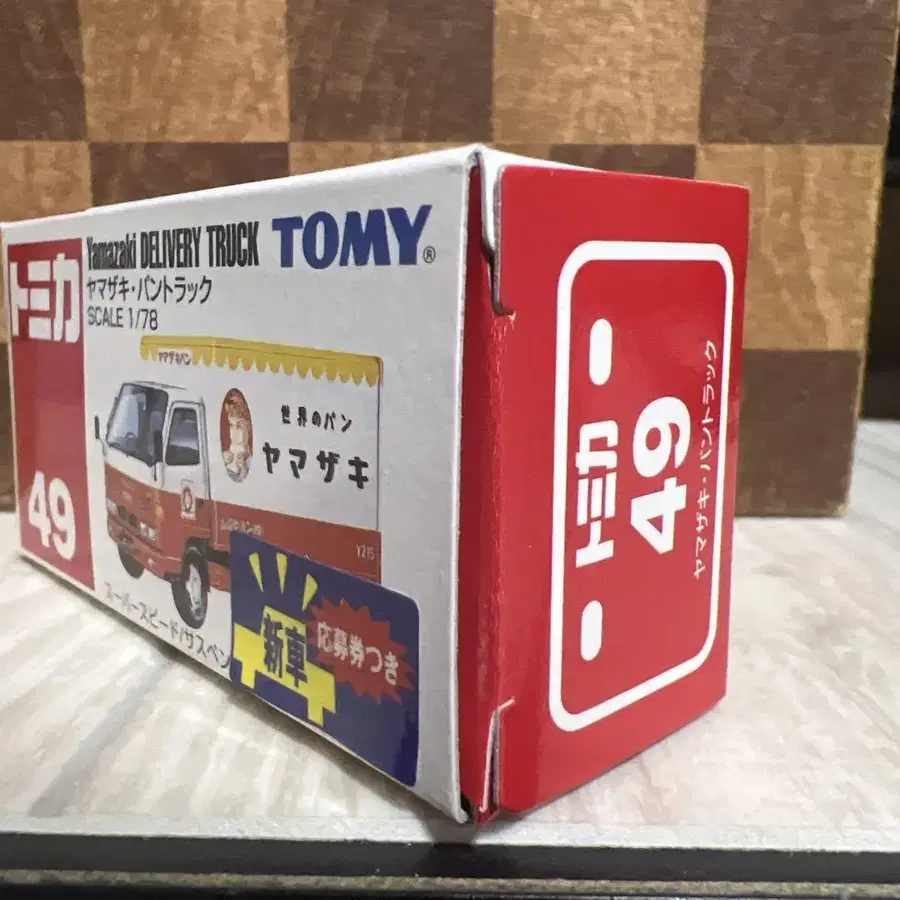 トミカ
49
Yamazaki DELIVERY TRUCK TOMY®
ヤマザキ・パントラック
SCALE 1/78
ヤマザキパン
世界のパン
ヤマザキ
Y215
スーパースピード/サスペン
新車
応募券つき
トミカ
49
ヤマザキ・パントラック